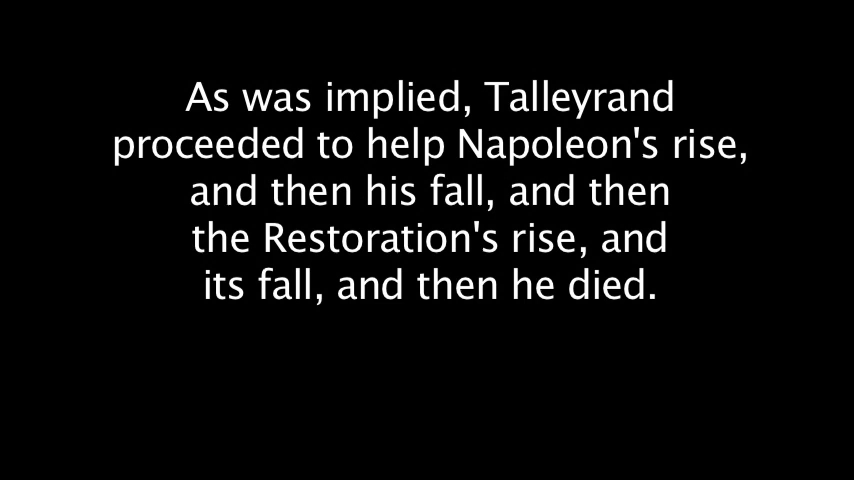 As was implied, Talleyrand
proceeded to help Napoleon's rise,
and then his fall, and then
the Restoration's rise, and
its fall, and then he died.